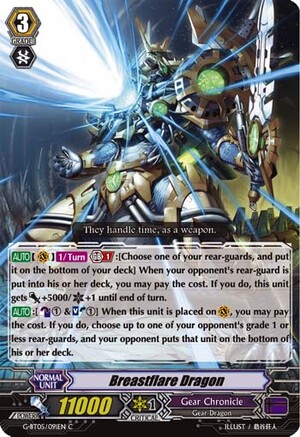 3
GRADE
They handle time, as a weapon.
AUTO [ ] 1/Turn 1 :[Choose one of your rear-guards, and put
it on the bottom of your deck] When your opponent's rear-guard is
put into his or her deck, you may pay the cost. If you do, this unit
gets +5000/ +1 until end of turn.
AUTO:[ 1 & 1] When this unit is placed on , you may pay
the cost. If you do, choose up to one of your opponent's grade 1 or
less rear-guards, and your opponent puts that unit on the bottom of
his or her deck.
NORMAL
UNIT
Breastflare Dragon
POWER
11000
1
CRITICAL
Gear Chronicle
Gear Dragon
G-BT05/091EN C
ILLUST /